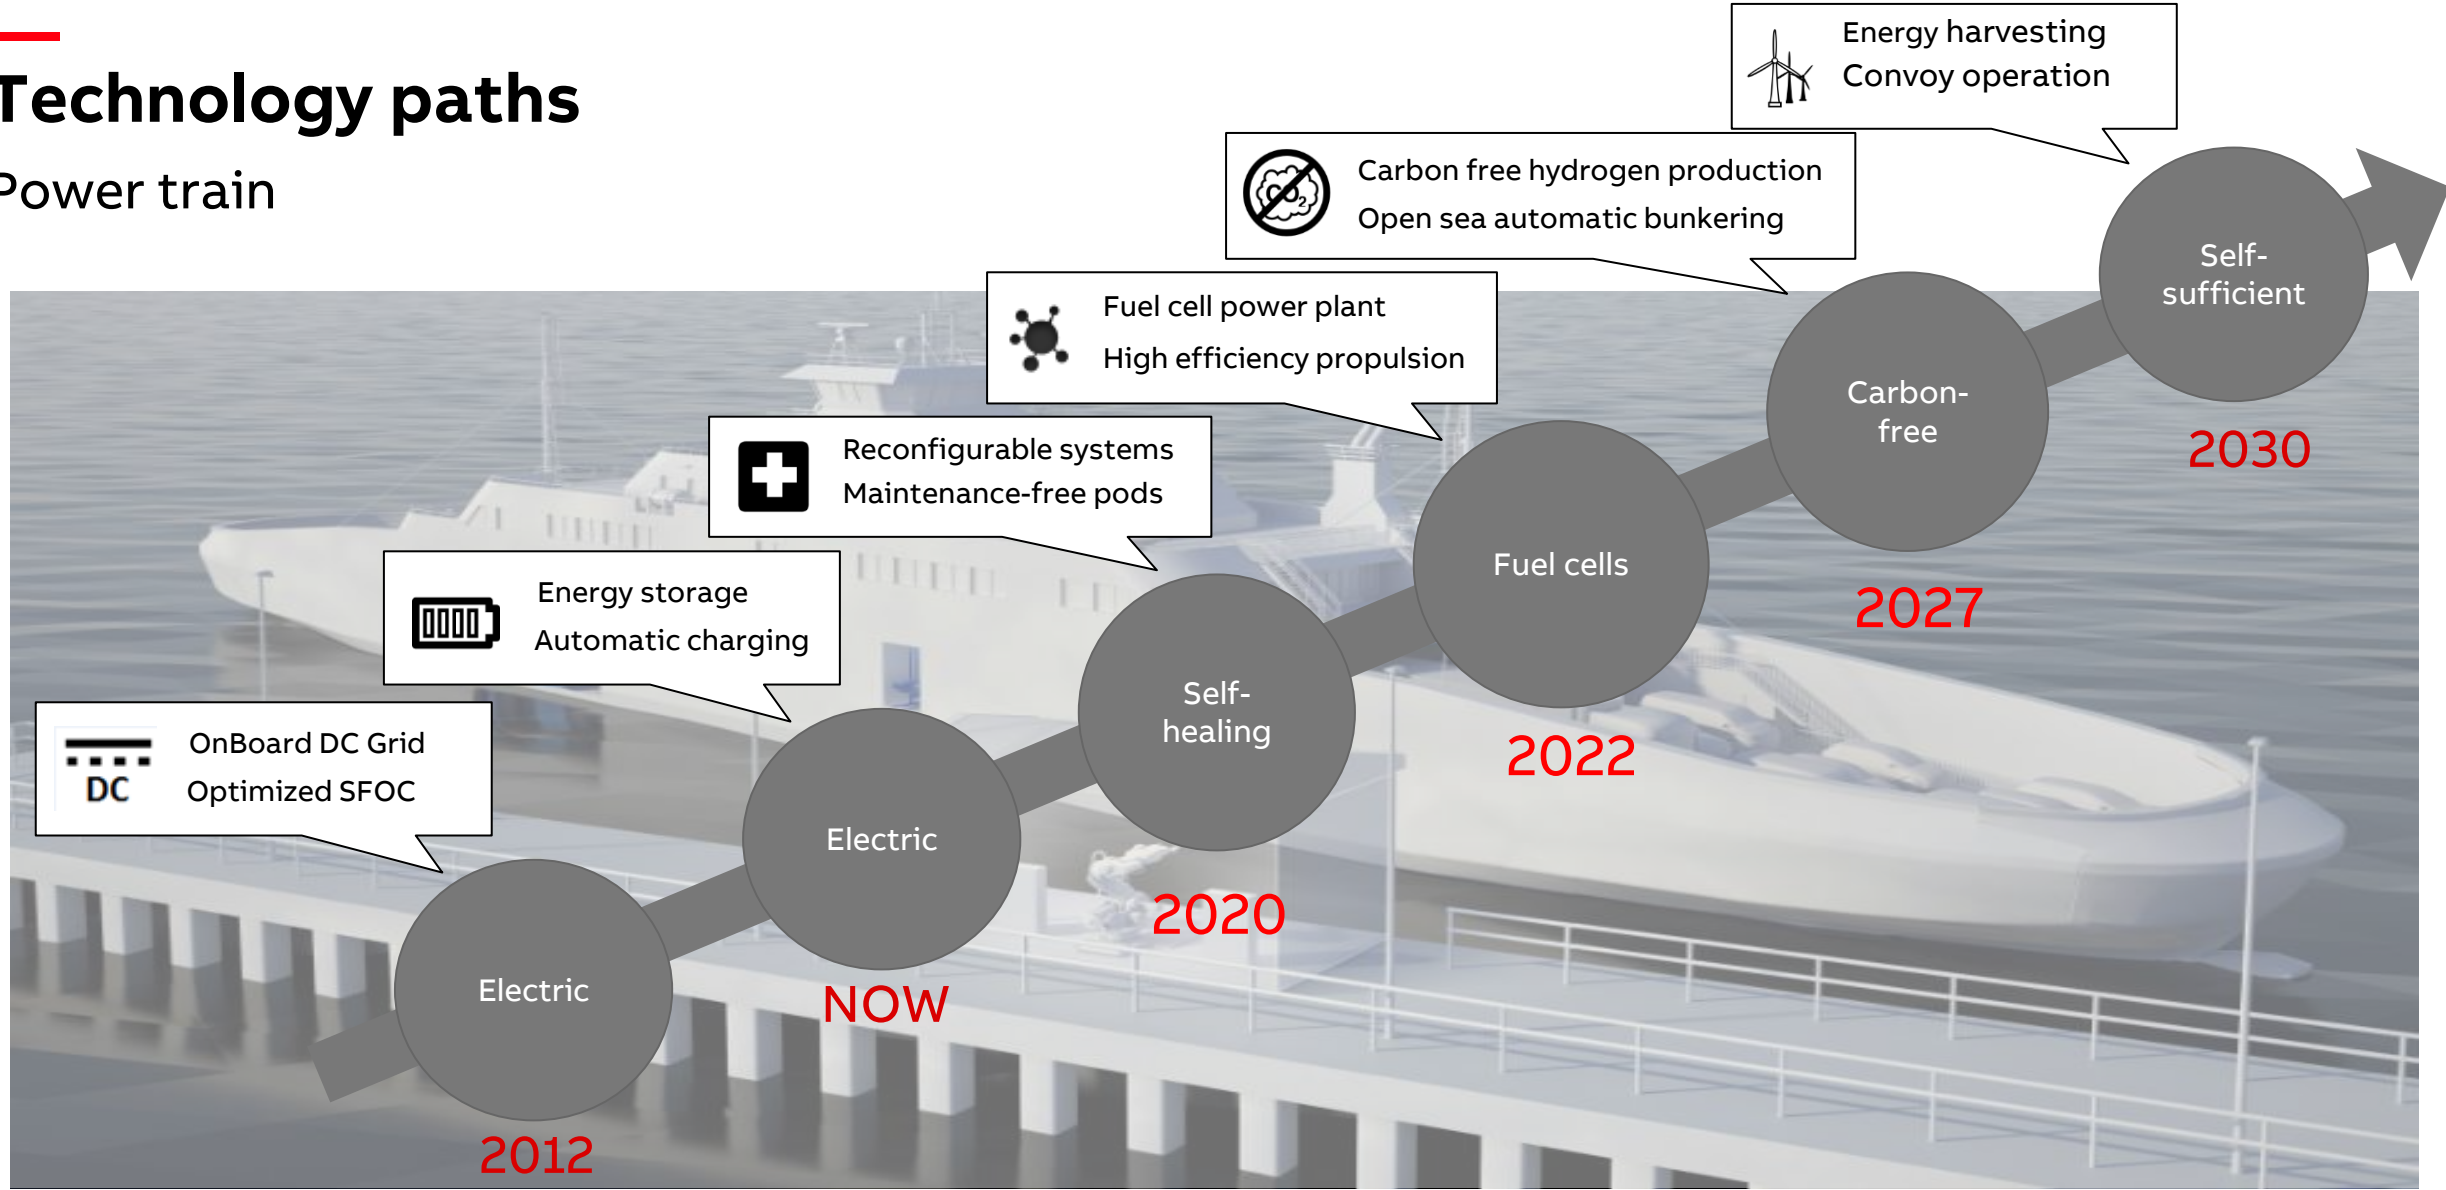 Technology paths
Power train
Energy harvesting
Convoy operation
Carbon free hydrogen production
Open sea automatic bunkering
Fuel cell power plant
High efficiency propulsion
Reconfigurable systems
Maintenance-free pods
Energy storage
Automatic charging
DC
OnBoard DC Grid
Optimized SFOC
Electric
2012
Electric
NOW
Self-
healing
2020
Fuel cells
2022
CO2
Carbon-
free
2027
Self-
sufficient
2030